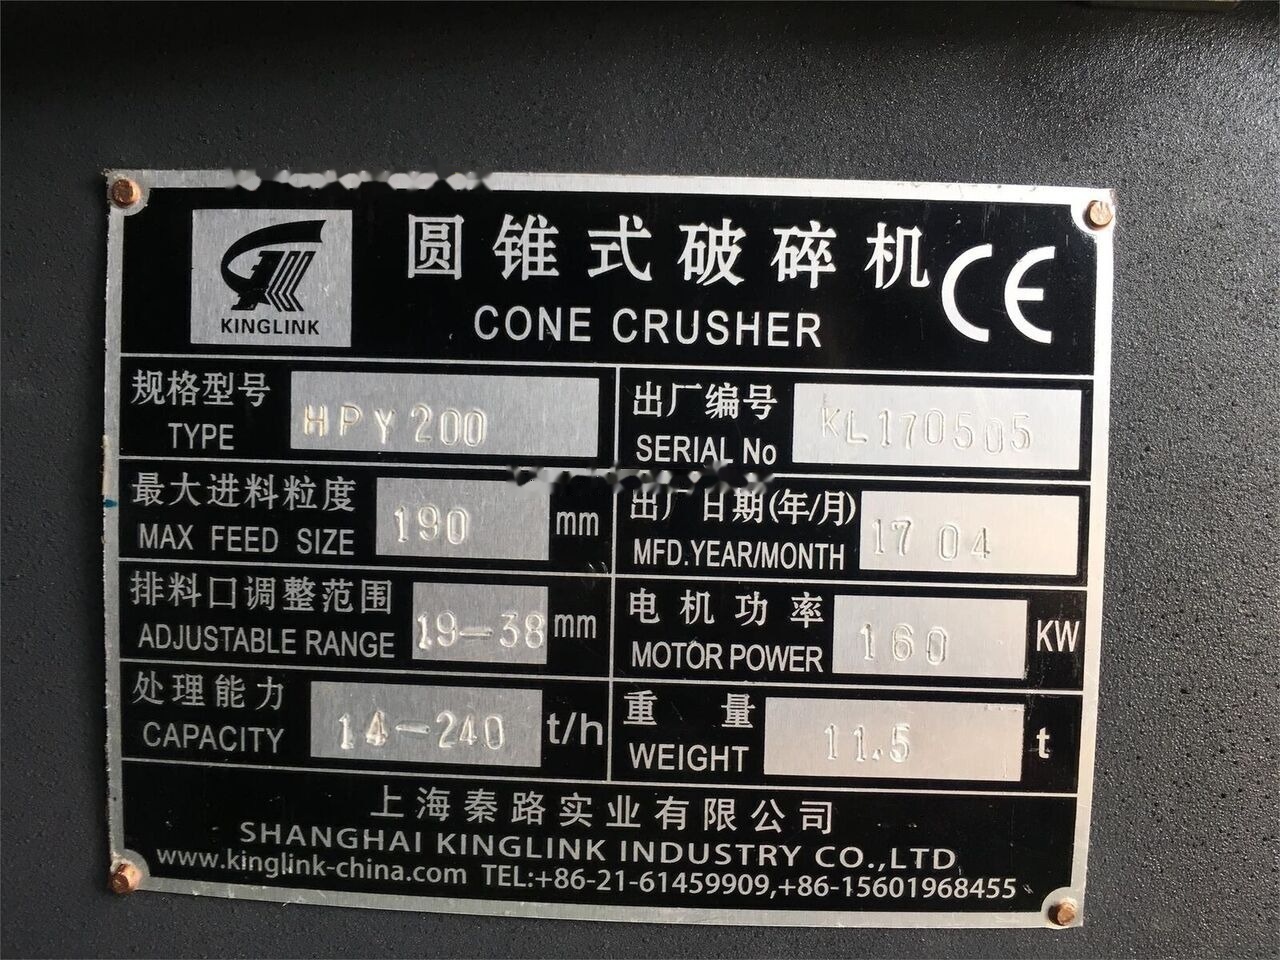 KINGLINK
圆锥式破碎机
CONE CRUSHER
CE
规格型号
TYPE
HPY200
出厂编号
SERIAL No
KL170505
最大进料粒度
MAX FEED SIZE
190
mm
出厂日期(年/月)
MFD.YEAR/MONTH
17 04
排料口调整范围
ADJUSTABLE RANGE
19-38
mm
电机功率
MOTOR POWER
160
KW
处理能力
CAPACITY
14-240
t/h
重量
WEIGHT
11.5
t
上海秦路实业有限公司
SHANGHAI KINGLINK INDUSTRY CO.,LTD
www.kinglink-china.com TEL:+86-21-61459909,+86-15601968455